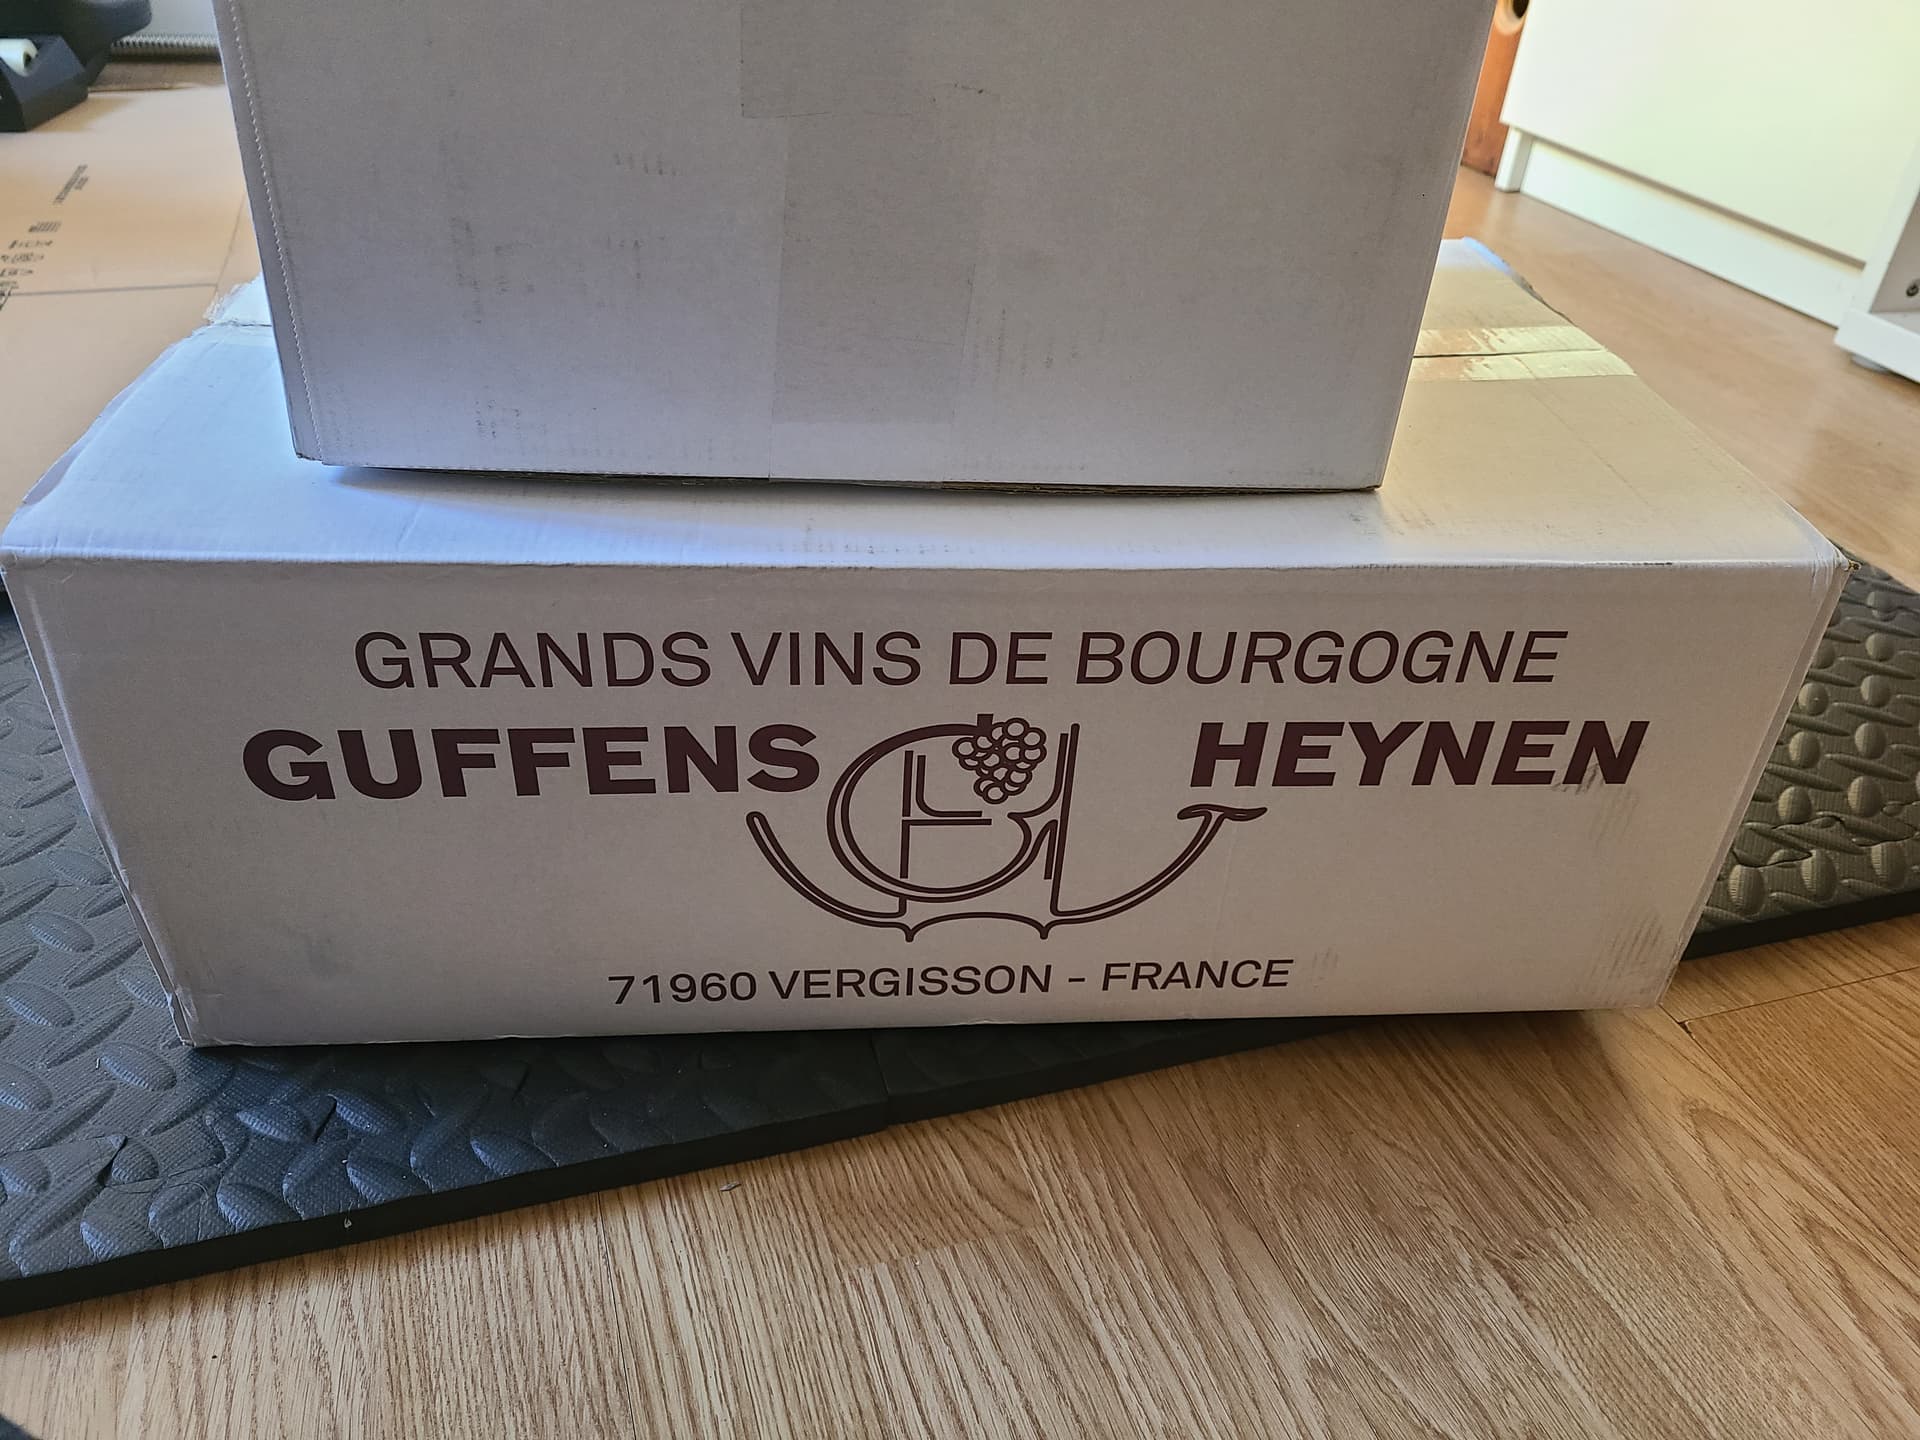 GRANDS VINS DE BOURGOGNE
GUFFENS HEYNEN
71960 VERGISSON - FRANCE